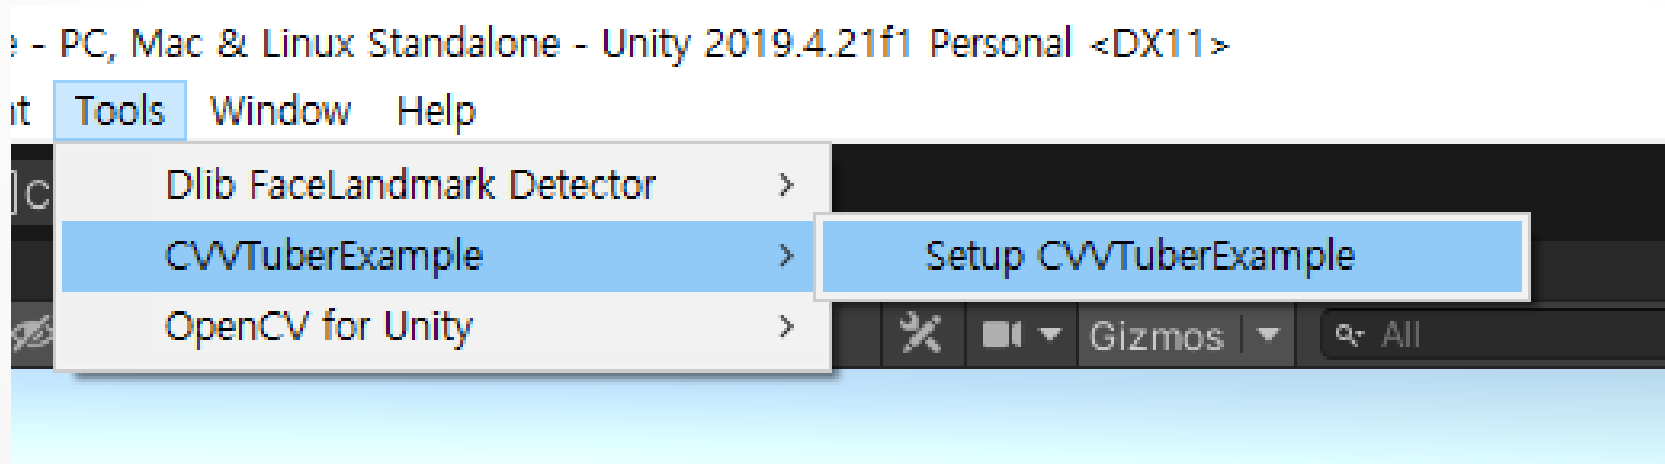 - PC, Mac & Linux Standalone - Unity 2019.4.21f1 Personal <DX11>
Tools Window Help
Dlib FaceLandmark Detector
CVVTuberExample
Setup CVVTuberExample
OpenCV for Unity
Gizmos
All